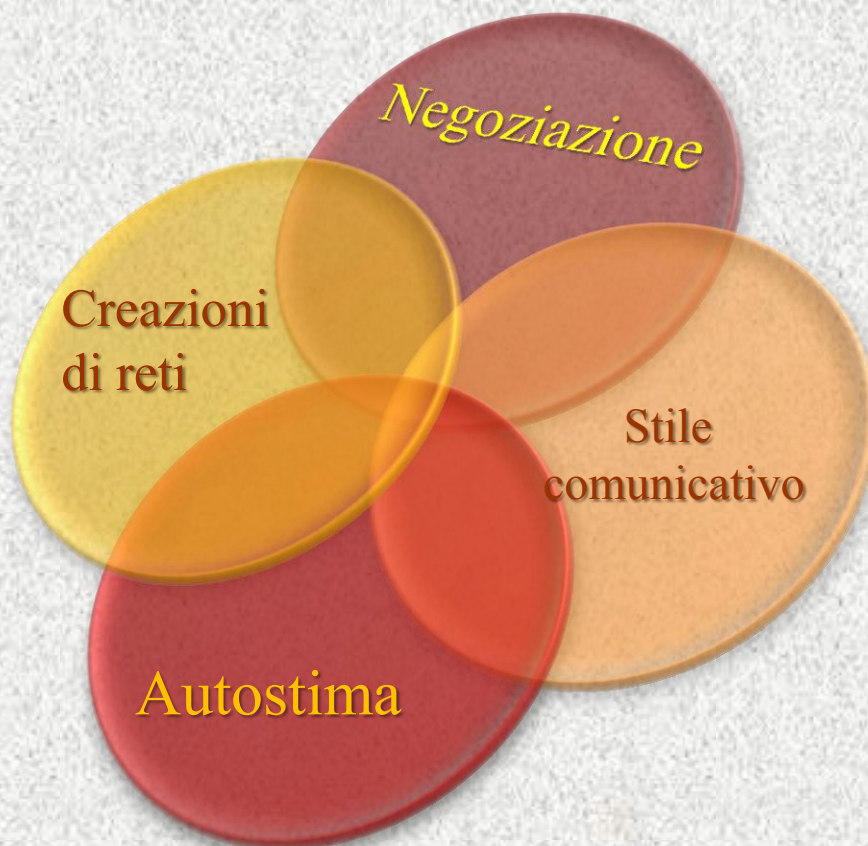 Negoziazione
Creazioni
di reti
Stile
comunicativo
Autostima